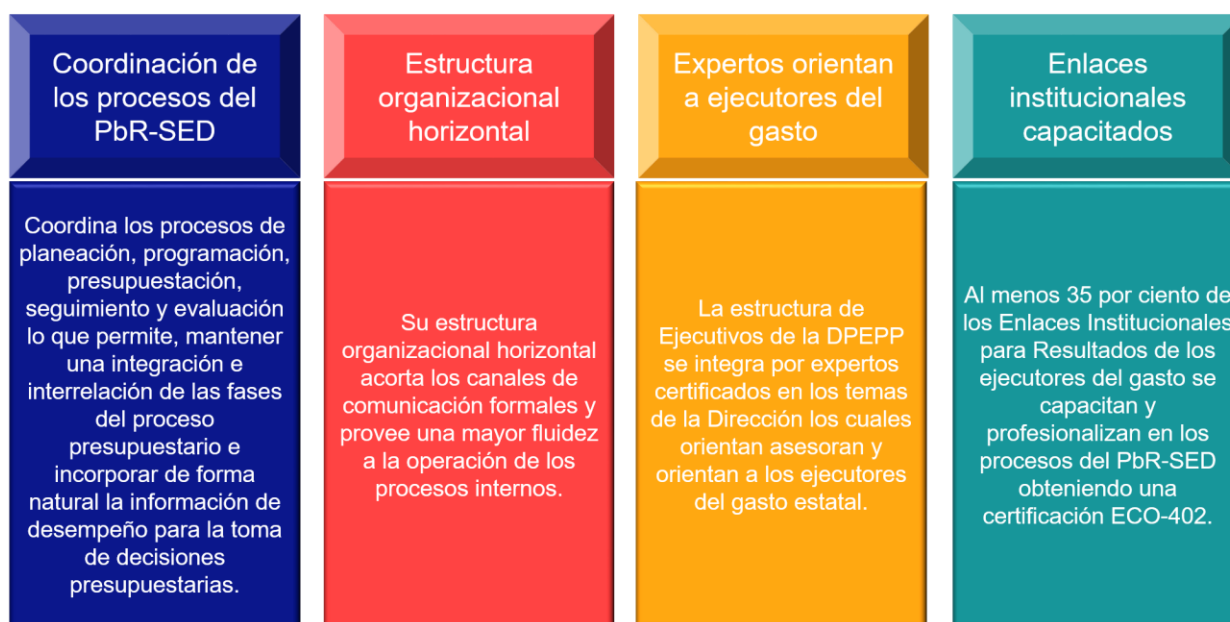 Coordinación de
los procesos del
PbR-SED
Coordina los procesos de
planeación, programación,
presupuestación,
seguimiento y evaluación
lo que permite, mantener
una integración e
interrelación de las fases
del proceso
presupuestario e
incorporar de forma
natural la información de
desempeño para la toma
de decisiones
presupuestarias.
Estructura
organizacional
horizontal
Su estructura
organizacional horizontal
acorta los canales de
comunicación formales y
provee una mayor fluidez
a la operación de los
procesos internos.
Expertos orientan
a ejecutores del
gasto
La estructura de
Ejecutivos de la DPEPP
se integra por expertos
certificados en los temas
de la Dirección los cuales
orientan asesoran y
orientan a los ejecutores
del gasto estatal.
Enlaces
institucionales
capacitados
Al menos 35 por ciento de
los Enlaces Institucionales
para Resultados de los
ejecutores del gasto se
capacitan y
profesionalizan en los
procesos del PbR-SED
obteniendo una
certificación ECO-402.